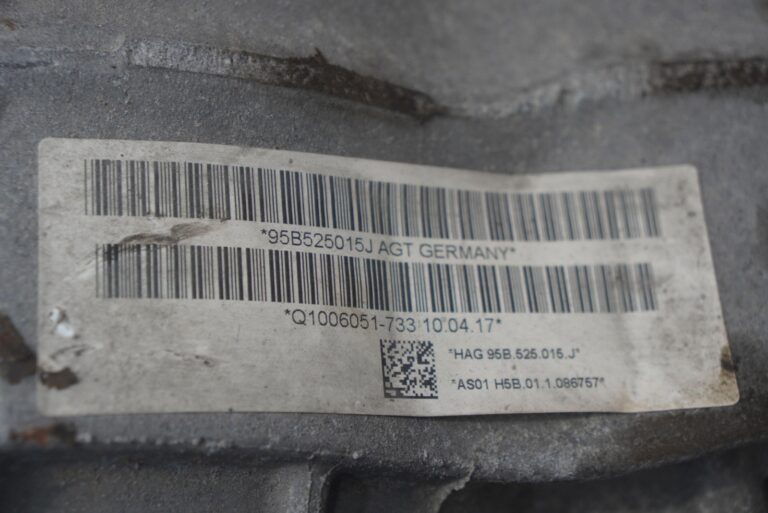 *95B525015J AGT GERMANY*
*Q1006051-733 10.04.17*
*HAG 95B.525.015.J*
*AS01 H5B.01.1.086757*